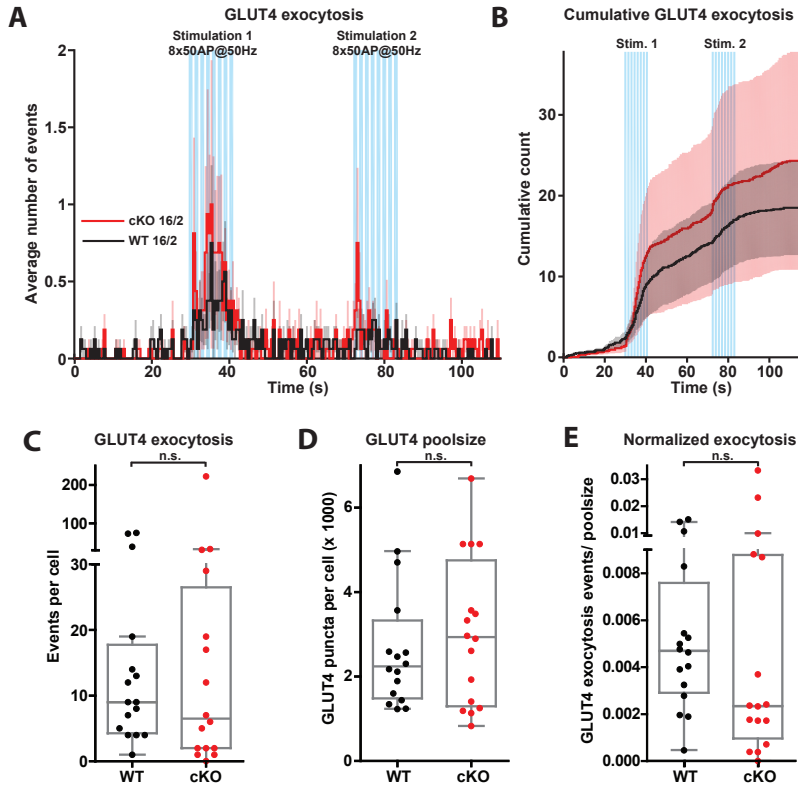 A
GLUT4 exocytosis
Stimulation 1
8x50AP@50Hz
Stimulation 2
8x50AP@50Hz
2
1.5
1
0.5
0
Average number of events
cKO 16/2
WT 16/2
0 20 40 60 80 100
Time (s)
B
Cumulative GLUT4 exocytosis
Stim. 1 Stim. 2
30
20
10
0
Cumulative count
0 20 40 60 80 100
Time (s)
C
GLUT4 exocytosis
n.s.
200
100
30
20
10
0
Events per cell
WT cKO
D
GLUT4 poolsize
n.s.
6
4
2
0
GLUT4 puncta per cell (x 1000)
WT cKO
E
Normalized exocytosis
n.s.
0.03
0.02
0.01
0.008
0.006
0.004
0.002
0.000
GLUT4 exocytosis events/ poolsize
WT cKO